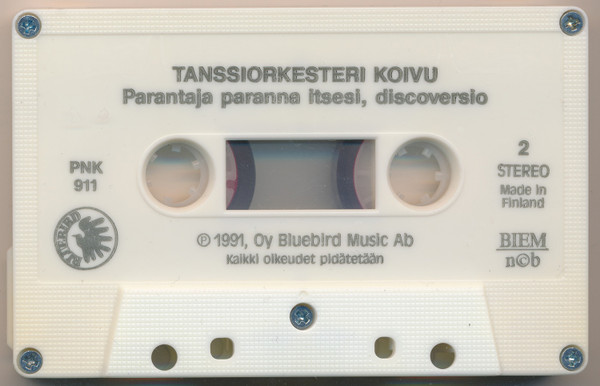 TANSSIORKESTERI KOIVU
Parantaja paranna itsesi, discoversio
PNK
911
2
STEREO
Made in
Finland
BLUEBIRD
℗ 1991, Oy Bluebird Music Ab
Kaikki oikeudet pidätetään
BIEM
n©b